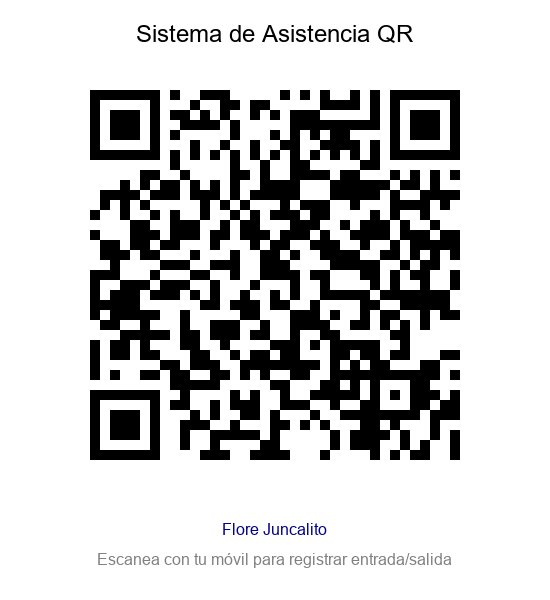 Sistema de Asistencia QR
Flore Juncalito
Escanea con tu móvil para registrar entrada/salida